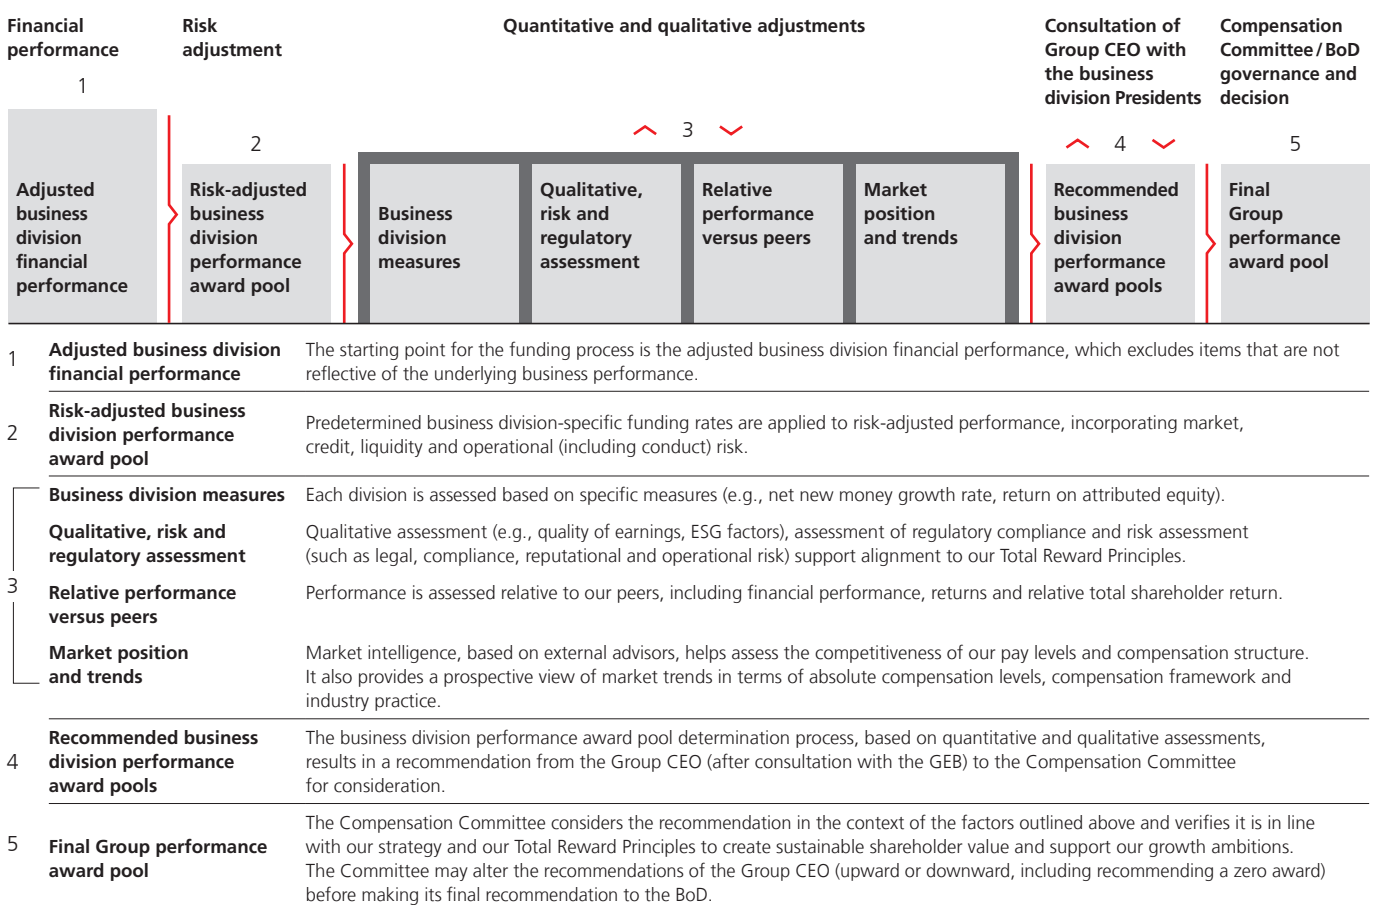 Financial
performance
Risk
adjustment
Quantitative and qualitative adjustments
Consultation of
Group CEO with
the business
division Presidents
Compensation
Committee / BoD
governance and
decision
1
2
3
4
5
Adjusted
business
division
financial
performance
Risk-adjusted
business
division
performance
award pool
Business
division
measures
Qualitative,
risk and
regulatory
assessment
Relative
performance
versus peers
Market
position
and trends
Recommended
business
division
performance
award pools
Final
Group
performance
award pool
1
Adjusted business division
financial performance
The starting point for the funding process is the adjusted business division financial performance, which excludes items that are not
reflective of the underlying business performance.
2
Risk-adjusted business
division performance
award pool
Predetermined business division-specific funding rates are applied to risk-adjusted performance, incorporating market,
credit, liquidity and operational (including conduct) risk.
3
Business division measures
Each division is assessed based on specific measures (e.g., net new money growth rate, return on attributed equity).
Qualitative, risk and
regulatory assessment
Qualitative assessment (e.g., quality of earnings, ESG factors), assessment of regulatory compliance and risk assessment
(such as legal, compliance, reputational and operational risk) support alignment to our Total Reward Principles.
Relative performance
versus peers
Performance is assessed relative to our peers, including financial performance, returns and relative total shareholder return.
Market position
and trends
Market intelligence, based on external advisors, helps assess the competitiveness of our pay levels and compensation structure.
It also provides a prospective view of market trends in terms of absolute compensation levels, compensation framework and
industry practice.
4
Recommended business
division performance
award pools
The business division performance award pool determination process, based on quantitative and qualitative assessments,
results in a recommendation from the Group CEO (after consultation with the GEB) to the Compensation Committee
for consideration.
5
Final Group performance
award pool
The Compensation Committee considers the recommendation in the context of the factors outlined above and verifies it is in line
with our strategy and our Total Reward Principles to create sustainable shareholder value and support our growth ambitions.
The Committee may alter the recommendations of the Group CEO (upward or downward, including recommending a zero award)
before making its final recommendation to the BoD.